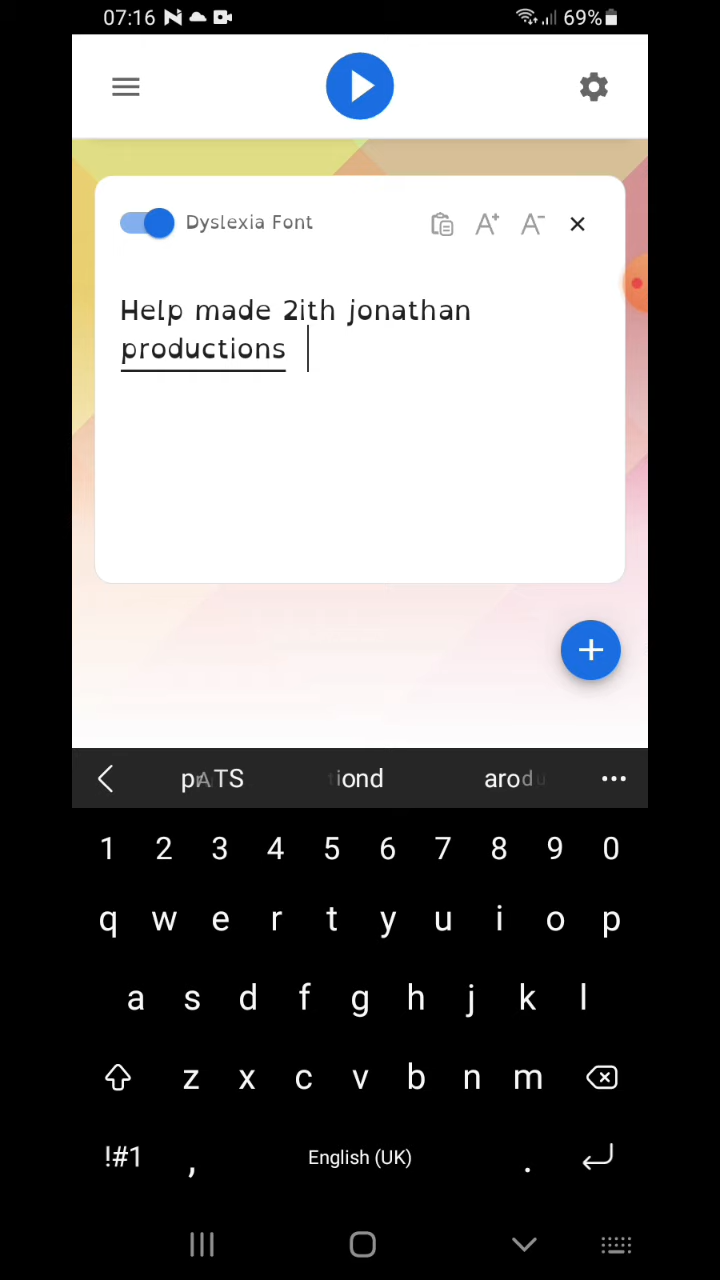 07:16 69%
Dyslexia Font A+ A-
Help made 2ith jonathan
productions
1 2 3 4 5 6 7 8 9 0
q w e r t y u i o p
a s d f g h j k l
z x c v b n m
!#1 , English (UK) .